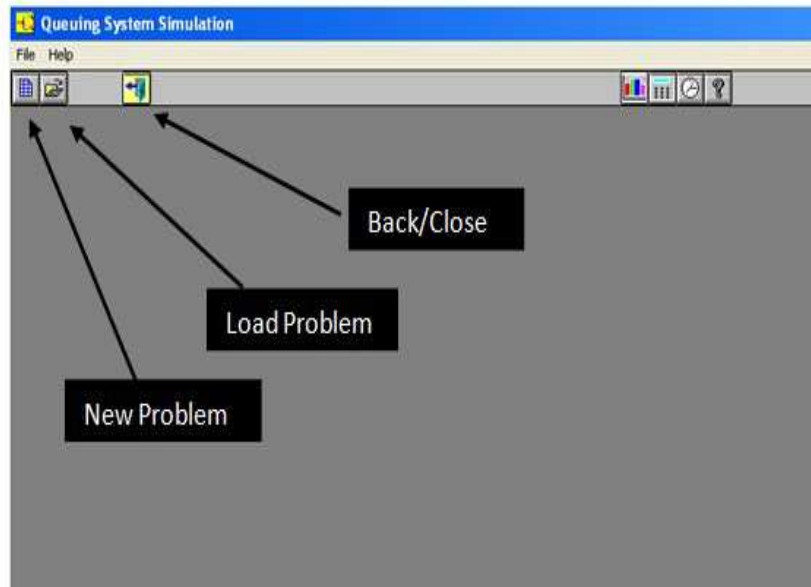 Queuing System Simulation
File Help
Back/Close
Load Problem
New Problem